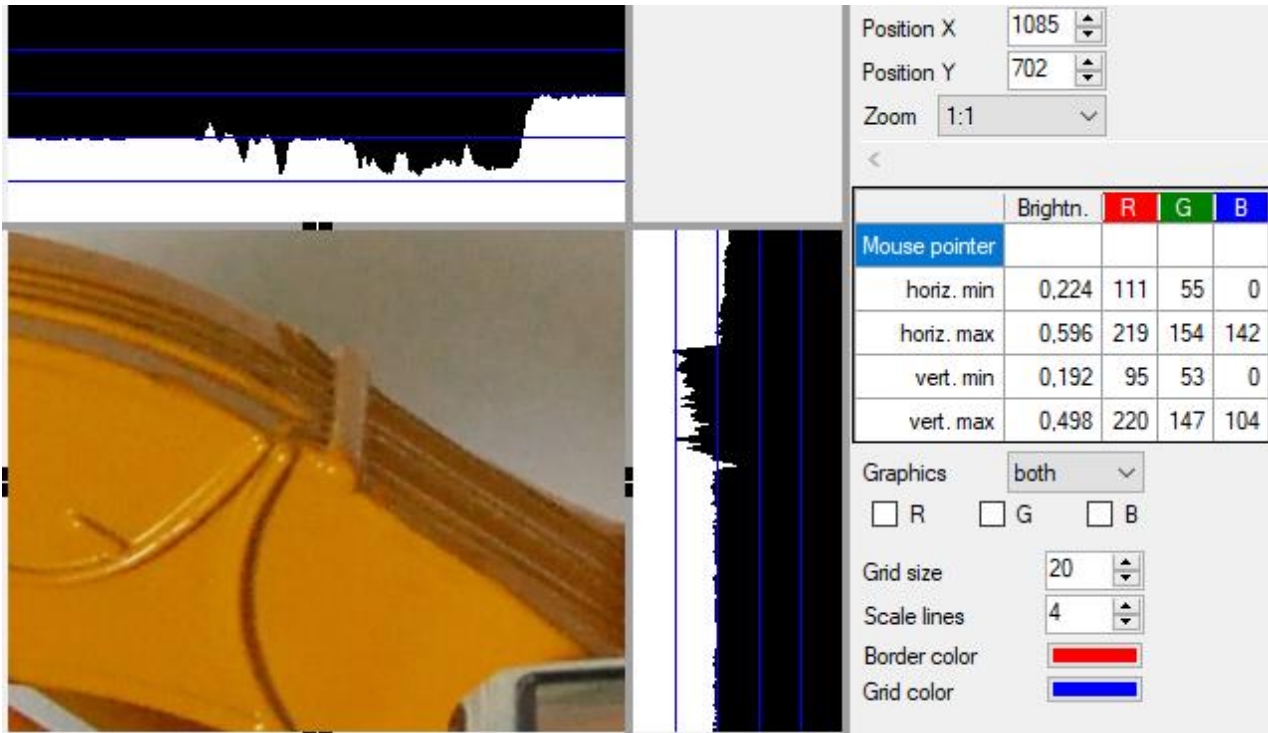 Position X 1085
Position Y 702
Zoom 1:1
<
Brightn. R G B
Mouse pointer
horiz. min 0,224 111 55 0
horiz. max 0,596 219 154 142
vert. min 0,192 95 53 0
vert. max 0,498 220 147 104
Graphics both
R G B
Grid size 20
Scale lines 4
Border color
Grid color